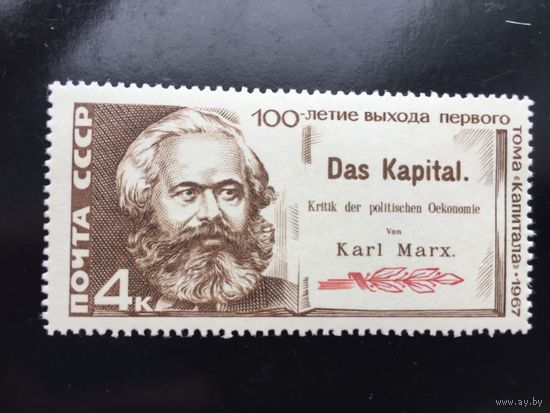 ПОЧТА СССР
4к
100-летие выхода первого
тома «Капитала»·1967
Das Kapital.
Kritik der politischen Oekonomie
Von
Karl Marx.
www.ay.by